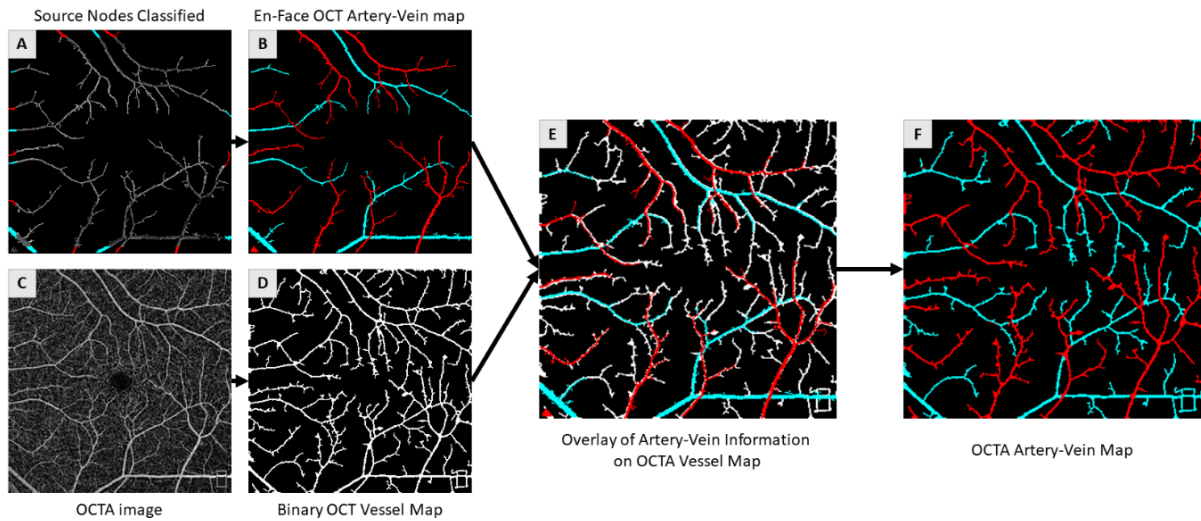 Source Nodes Classified
En-Face OCT Artery-Vein map
A
B
C
D
OCTA image
Binary OCT Vessel Map
E
Overlay of Artery-Vein Information
on OCTA Vessel Map
F
OCTA Artery-Vein Map